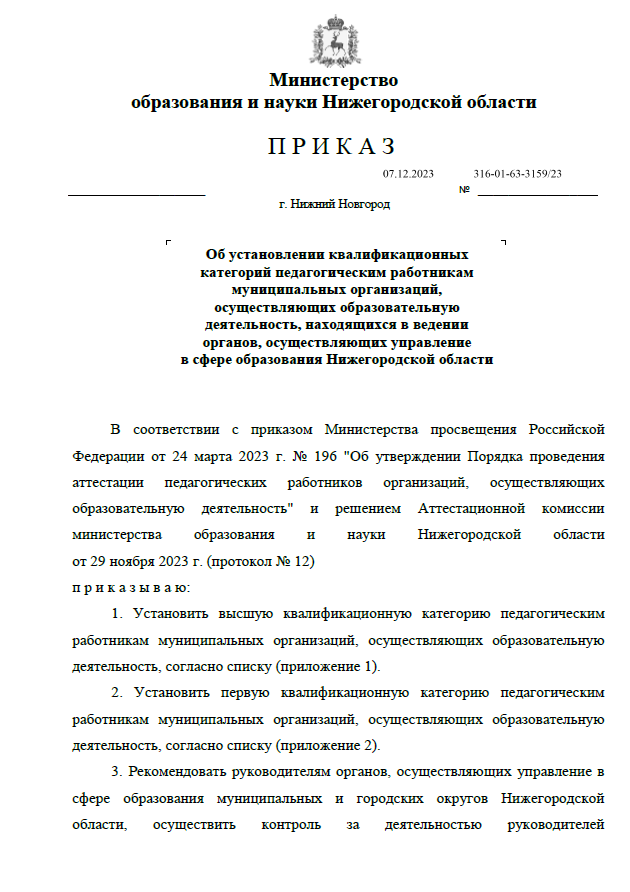 Министерство
образования и науки Нижегородской области
П Р И К А З
07.12.2023 316-01-63-3159/23
№
г. Нижний Новгород
Об установлении квалификационных
категорий педагогическим работникам
муниципальных организаций,
осуществляющих образовательную
деятельность, находящихся в ведении
органов, осуществляющих управление
в сфере образования Нижегородской области
В соответствии с приказом Министерства просвещения Российской
Федерации от 24 марта 2023 г. № 196 "Об утверждении Порядка проведения
аттестации педагогических работников организаций, осуществляющих
образовательную деятельность" и решением Аттестационной комиссии
министерства образования и науки Нижегородской области
от 29 ноября 2023 г. (протокол № 12)
п р и к а з ы в а ю:
1. Установить высшую квалификационную категорию педагогическим
работникам муниципальных организаций, осуществляющих образовательную
деятельность, согласно списку (приложение 1).
2. Установить первую квалификационную категорию педагогическим
работникам муниципальных организаций, осуществляющих образовательную
деятельность, согласно списку (приложение 2).
3. Рекомендовать руководителям органов, осуществляющих управление в
сфере образования муниципальных и городских округов Нижегородской
области, осуществить контроль за деятельностью руководителей